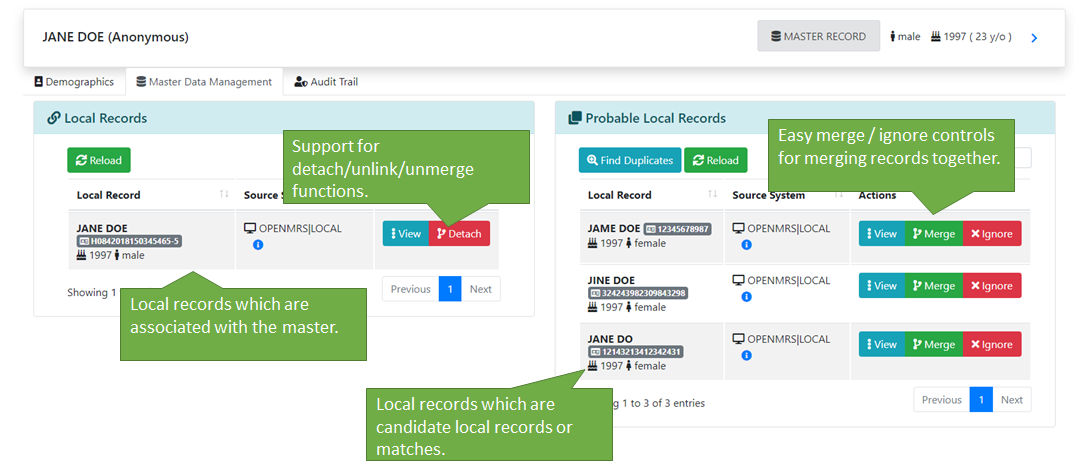 JANE DOE (Anonymous)
MASTER RECORD
male
1997 ( 23 y/o )
Demographics
Master Data Management
Audit Trail
Local Records
Reload
Support for
detach/unlink/unmerge
functions.
Local Record
Source S
JANE DOE
H0842018150345465-5
1997 male
OPENMRS|LOCAL
View
Detach
Showing 1
Previous 1 Next
Local records which are
associated with the master.
Probable Local Records
Easy merge / ignore controls
for merging records together.
Find Duplicates
Reload
Local Record
Source System
Actions
JAME DOE 12345678987
1997 female
OPENMRS|LOCAL
View
Merge
Ignore
JINE DOE
324243982309843298
1997 female
OPENMRS|LOCAL
View
Merge
Ignore
JANE DO
12143213412342431
1997 female
OPENMRS|LOCAL
View
Merge
Ignore
1 to 3 of 3 entries
Previous 1 Next
Local records which are
candidate local records or
matches.